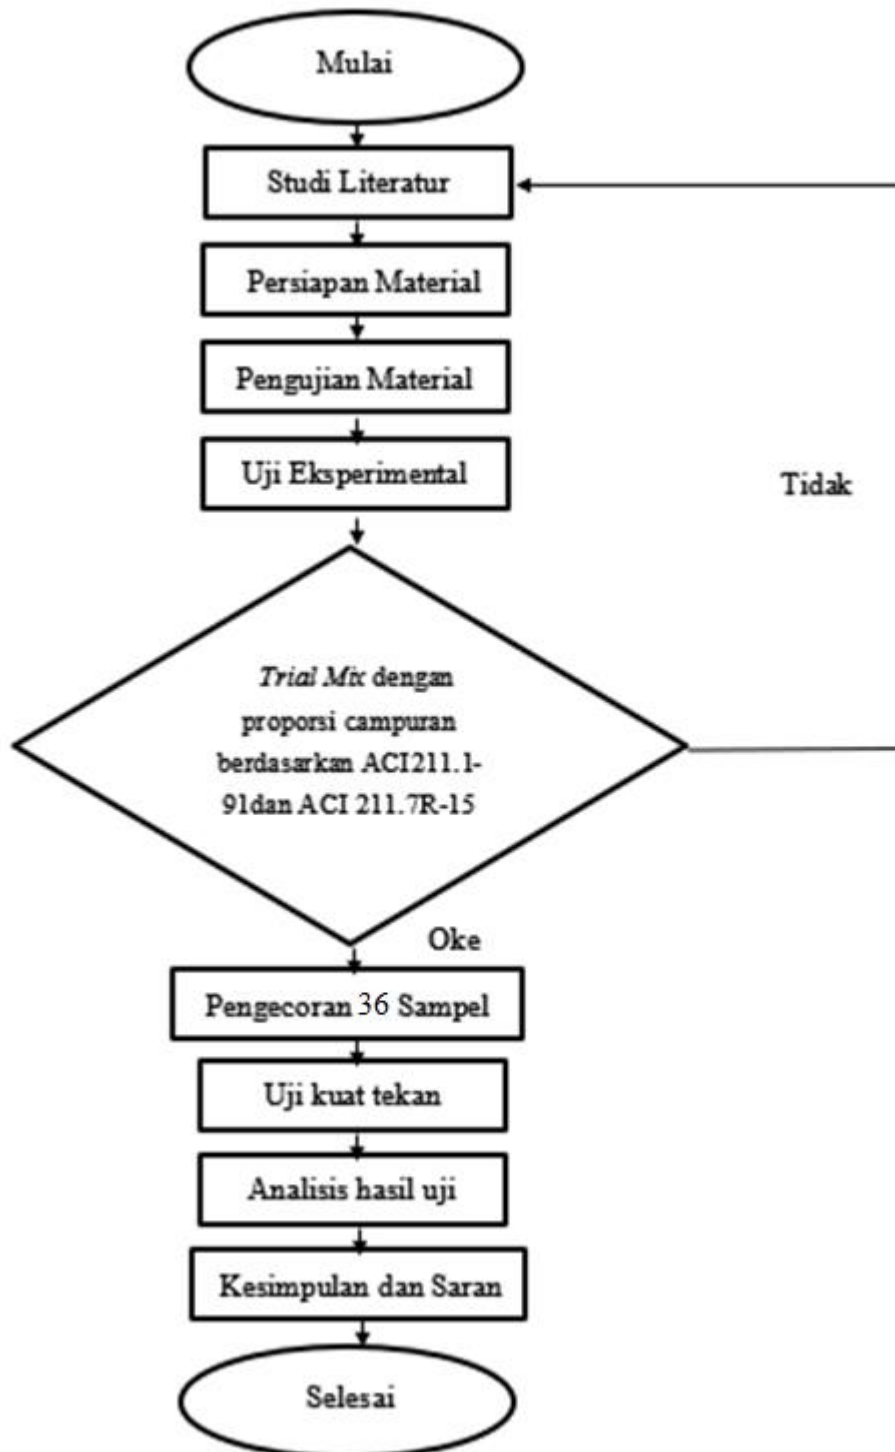 Mulai
Studi Literatur
Persiapan Material
Pengujian Material
Uji Eksperimental
Tidak
Trial Mix dengan
proporsi campuran
berdasarkan ACI211.1-
91dan ACI 211.7R-15
Oke
Pengecoran 36 Sampel
Uji kuat tekan
Analisis hasil uji
Kesimpulan dan Saran
Selesai